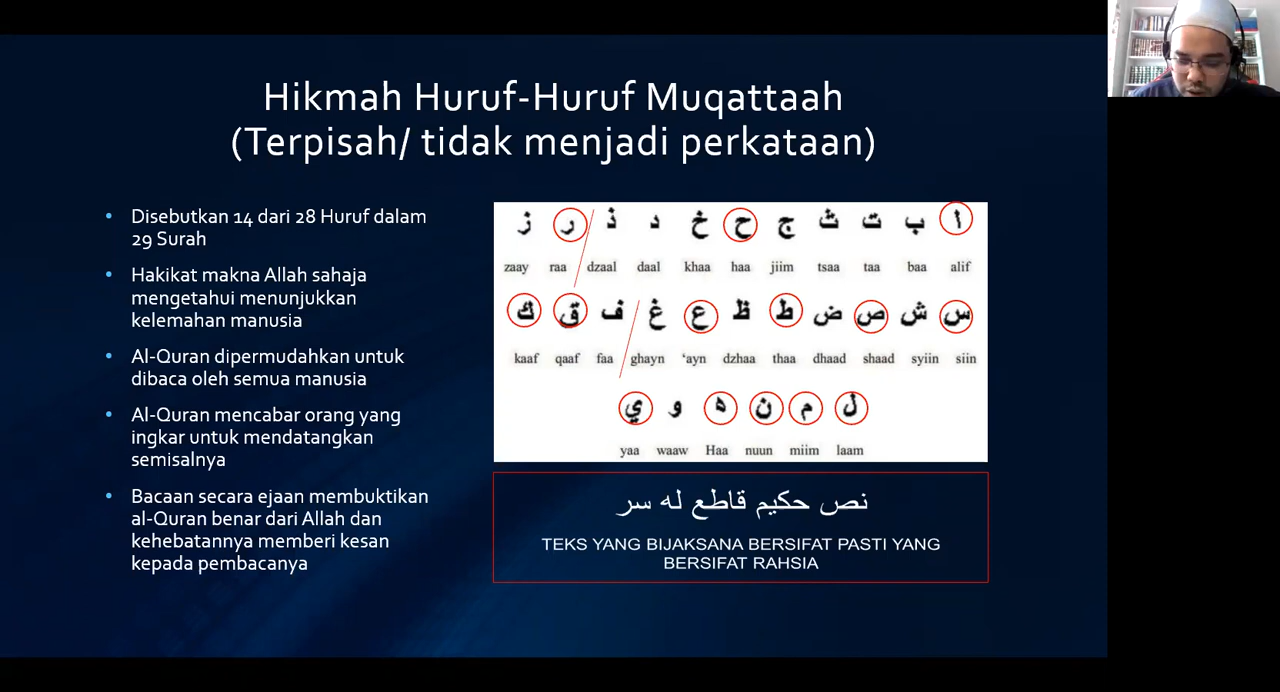 Hikmah Huruf-Huruf Muqattaah
(Terpisah/ tidak menjadi perkataan)
• Disebutkan 14 dari 28 Huruf dalam
29 Surah
• Hakikat makna Allah sahaja
mengetahui menunjukkan
kelemahan manusia
• Al-Quran dipermudahkan untuk
dibaca oleh semua manusia
• Al-Quran mencabar orang yang
ingkar untuk mendatangkan
semisalnya
• Bacaan secara ejaan membuktikan
al-Quran benar dari Allah dan
kehebatannya memberi kesan
kepada pembacanya
ا ب ت ث ج ح خ د ذ ر ز
zaay raa dzaal daal khaa haa jiim tsaa taa baa alif
س ش ص ض ط ظ ع غ ف ق ك
kaaf qaaf faa ghayn ‘ayn dzhaa thaa dhaad shaad syiin siin
ل م ن ه و ي
yaa waaw Haa nuun miim laam
نص حكيم قاطع له سر
TEKS YANG BIJAKSANA BERSIFAT PASTI YANG
BERSIFAT RAHSIA